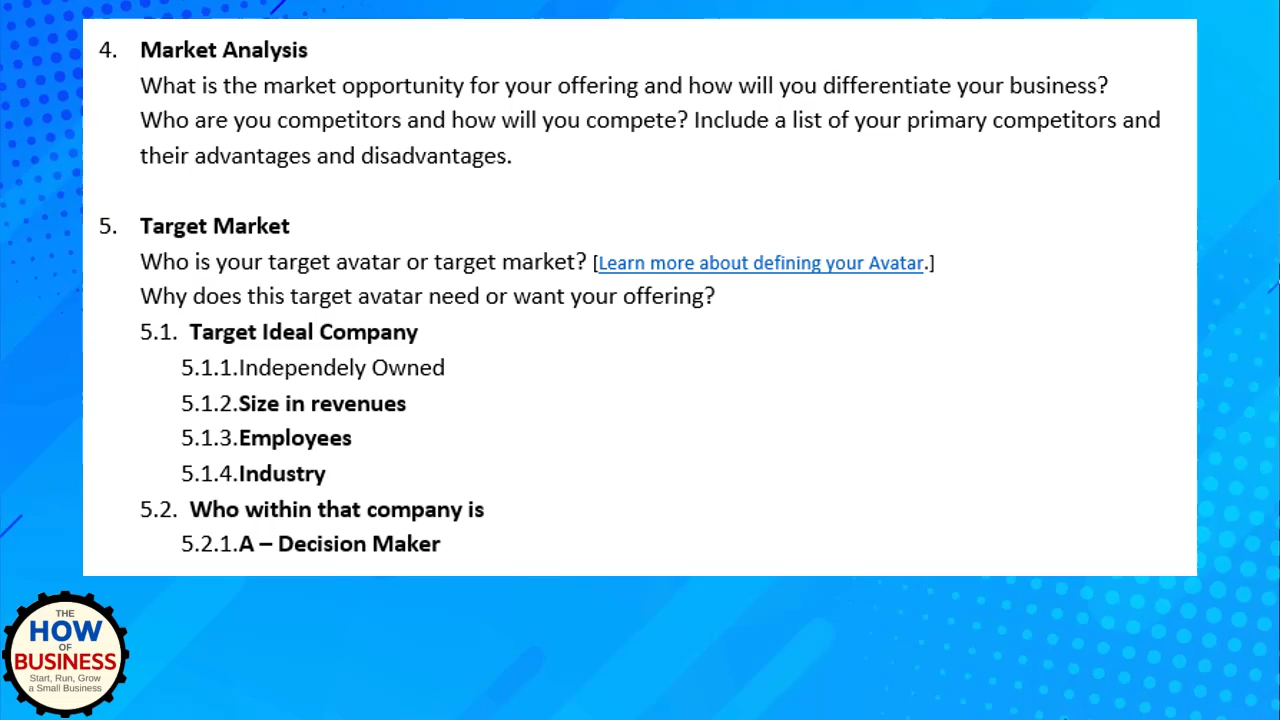 4. Market Analysis
What is the market opportunity for your offering and how will you differentiate your business?
Who are you competitors and how will you compete? Include a list of your primary competitors and
their advantages and disadvantages.
5. Target Market
Who is your target avatar or target market? [Learn more about defining your Avatar.]
Why does this target avatar need or want your offering?
5.1. Target Ideal Company
5.1.1.Independely Owned
5.1.2.Size in revenues
5.1.3.Employees
5.1.4.Industry
5.2. Who within that company is
5.2.1.A – Decision Maker
THE
HOW
OF
BUSINESS
Start, Run, Grow
a Small Business